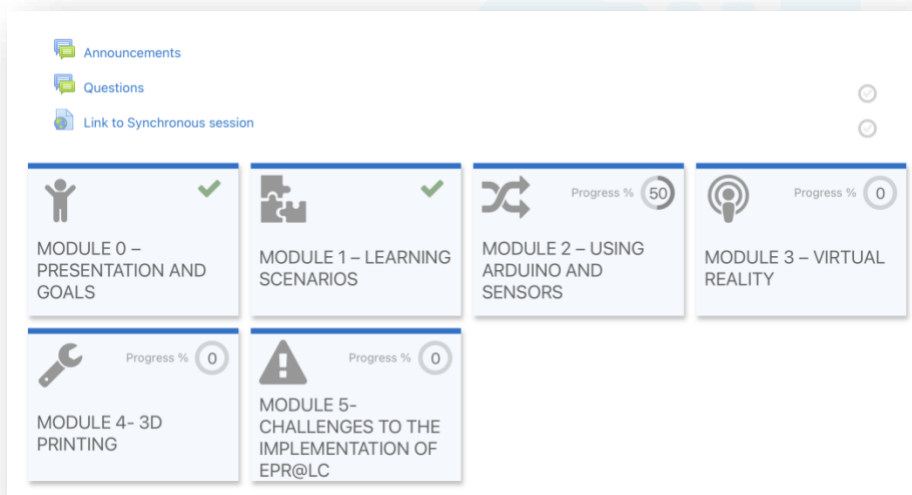 Announcements
Questions
Link to Synchronous session
MODULE 0 –
PRESENTATION AND
GOALS
MODULE 1 – LEARNING
SCENARIOS
Progress % 50
MODULE 2 – USING
ARDUINO AND
SENSORS
Progress % 0
MODULE 3 – VIRTUAL
REALITY
Progress % 0
MODULE 4- 3D
PRINTING
Progress % 0
MODULE 5-
CHALLENGES TO THE
IMPLEMENTATION OF
EPR@LC